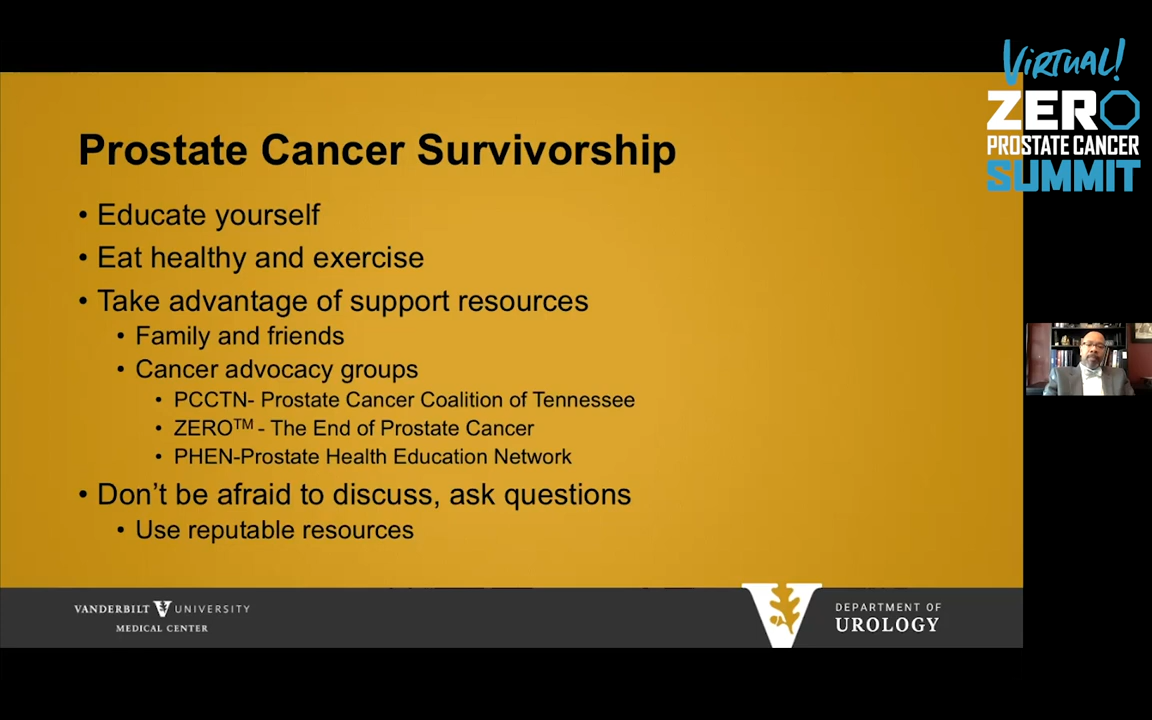 Prostate Cancer Survivorship
• Educate yourself
• Eat healthy and exercise
• Take advantage of support resources
• Family and friends
• Cancer advocacy groups
• PCCTN- Prostate Cancer Coalition of Tennessee
• ZERO™ - The End of Prostate Cancer
• PHEN-Prostate Health Education Network
• Don't be afraid to discuss, ask questions
• Use reputable resources
VANDERBILT V UNIVERSITY
MEDICAL CENTER
V
DEPARTMENT OF
UROLOGY
VIRTUAL!
ZERO
PROSTATE CANCER
SUMMIT